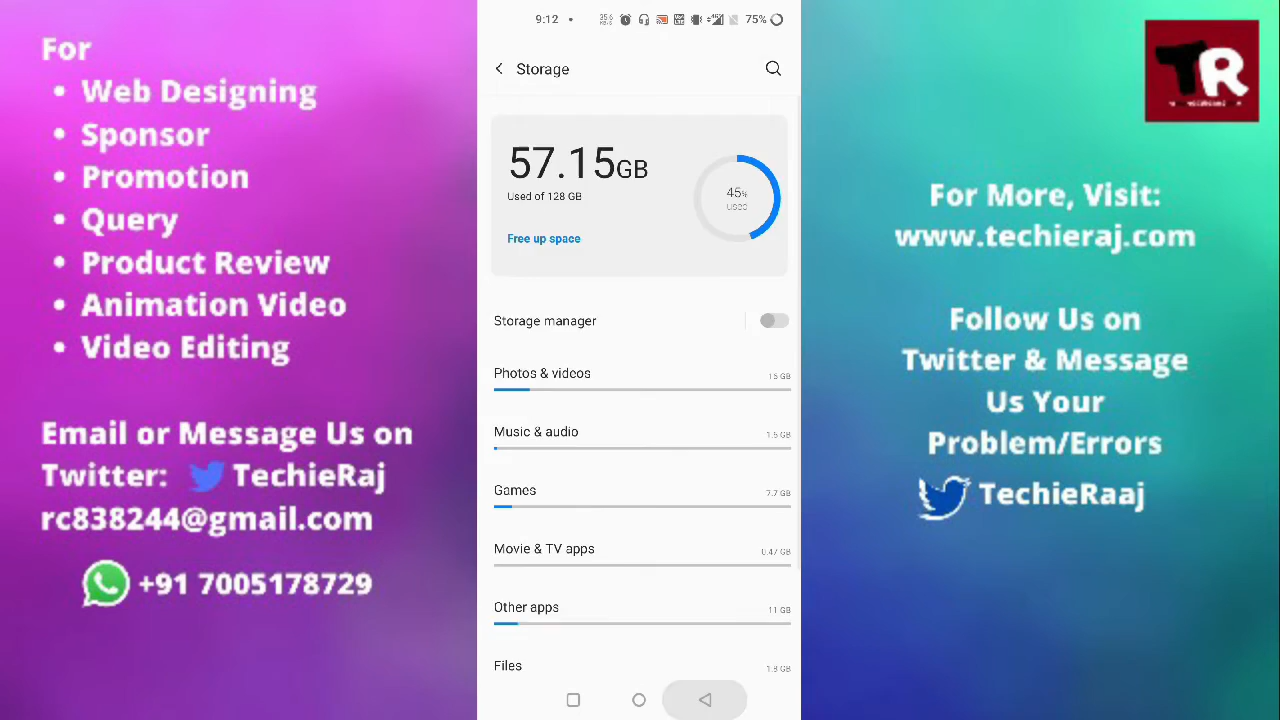 For
• Web Designing
• Sponsor
• Promotion
• Query
• Product Review
• Animation Video
• Video Editing
Email or Message Us on
Twitter: TechieRaj
rc838244@gmail.com
+91 7005178729
9:12
75%
Storage
57.15GB
Used of 128 GB
45%
USED
Free up space
Storage manager
Photos & videos
Music & audio
1.5 GB
Games
7.7 GB
Movie & TV apps
0.47 GB
Other apps
11 GB
Files
TR
For More, Visit:
www.techieraj.com
Follow Us on
Twitter & Message
Us Your
Problem/Errors
TechieRaaj